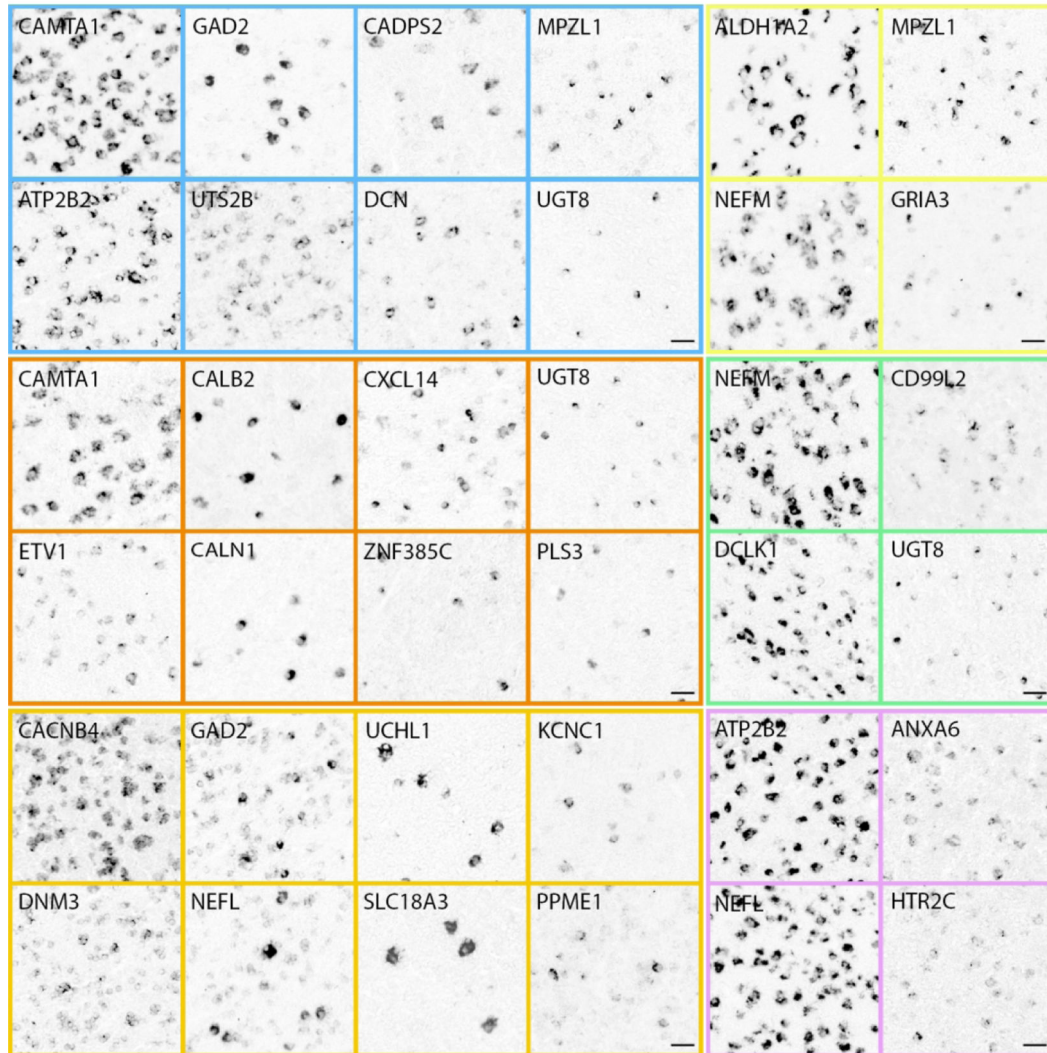 CAMTA1 GAD2 CADPS2 MPZL1 ALDH1A2 MPZL1
ATP2B2 UTS2B DCN UGT8 NEFM GRIA3
CAMTA1 CALB2 CXCL14 UGT8 NEFM CD99L2
ETV1 CALN1 ZNF385C PLS3 DCLK1 UGT8
CACNB4 GAD2 UCHL1 KCNC1 ATP2B2 ANXA6
DNM3 NEFL SLC18A3 PPME1 NEFL HTR2C